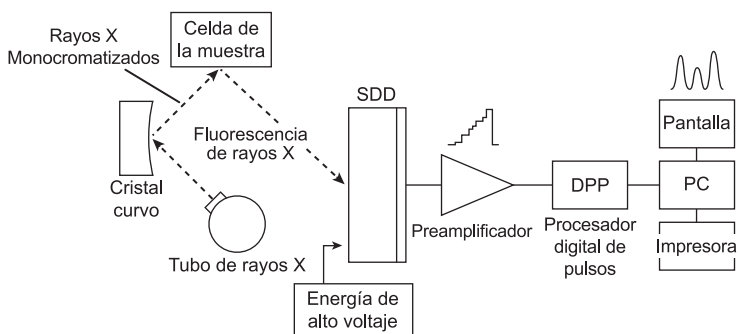 Rayos X
Monocromatizados
Celda de
la muestra
SDD
Fluorescencia
de rayos X
Cristal
curvo
Tubo de rayos X
Energía de
alto voltaje
Preamplificador
DPP
Procesador
digital de
pulsos
Pantalla
PC
Impresora